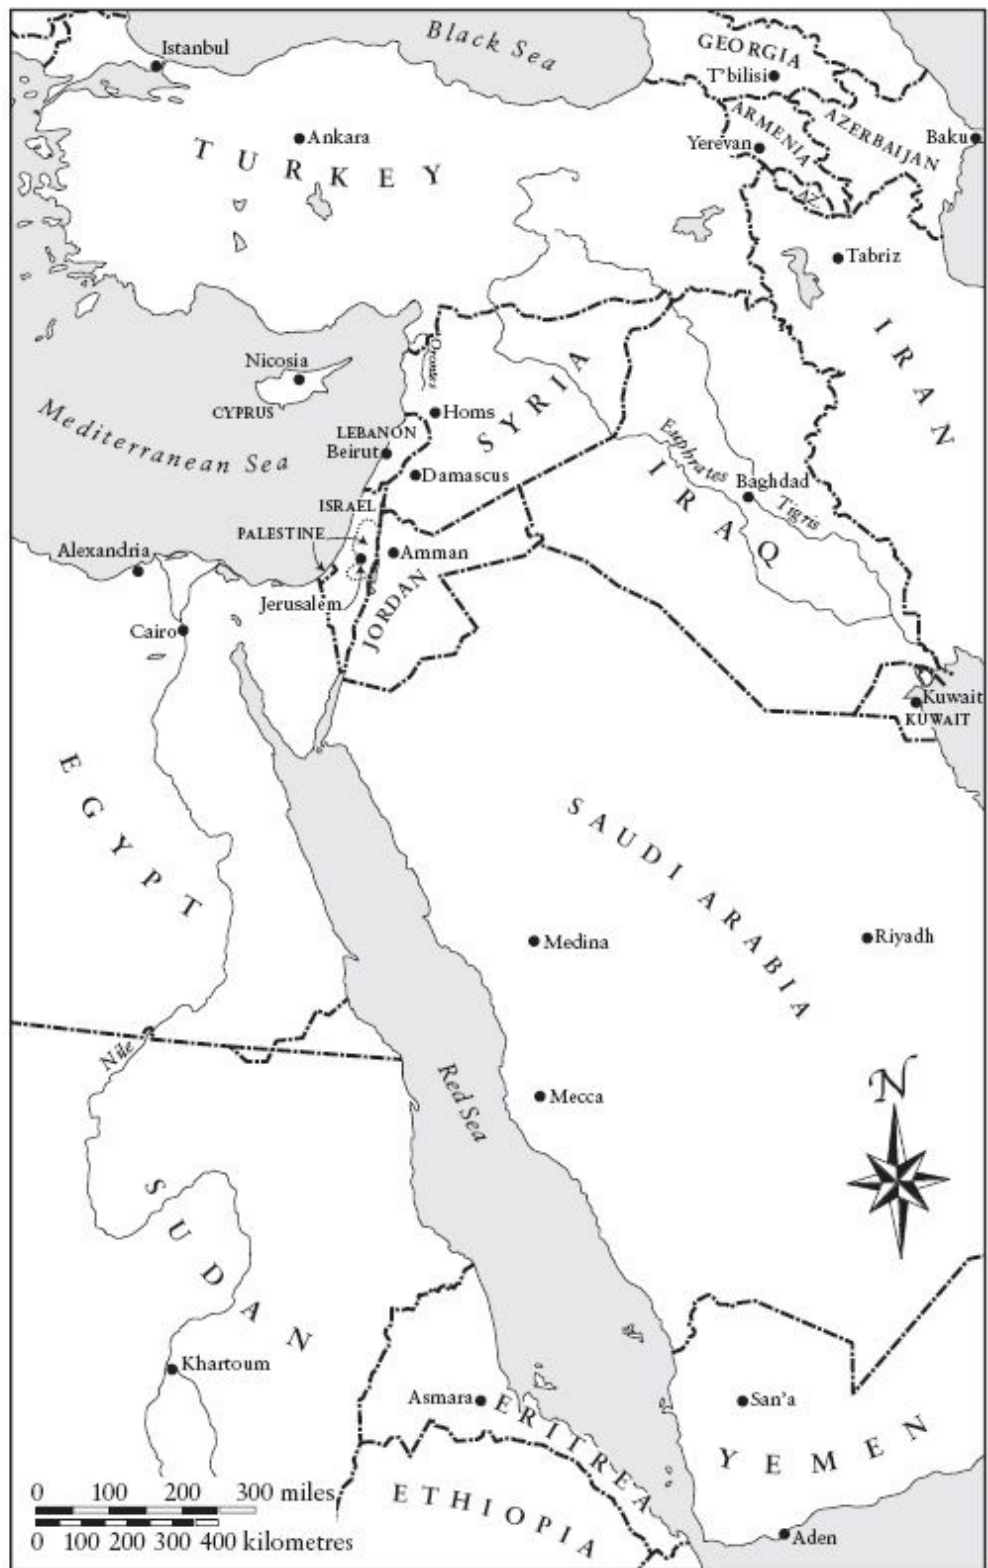 Black Sea
Istanbul
GEORGIA
T'bilisi
ARMENIA
AZERBAIJAN
Baku
Yerevan
AZ.
Ankara
TURKEY
Tabriz
IRAN
Nicosia
CYPRUS
Orontes
Mediterranean Sea
Homs
SYRIA
LEBANON
Beirut
Damascus
Euphrates
IRAQ
Baghdad
Tigris
ISRAEL
PALESTINE
Alexandria
Amman
Jerusalem
JORDAN
Cairo
Kuwait
KUWAIT
EGYPT
SAUDI ARABIA
Medina
Riyadh
Nile
Red Sea
Mecca
N
SUDAN
Khartoum
Asmara
ERITREA
San'a
YEMEN
ETHIOPIA
Aden
0 100 200 300 miles
0 100 200 300 400 kilometres